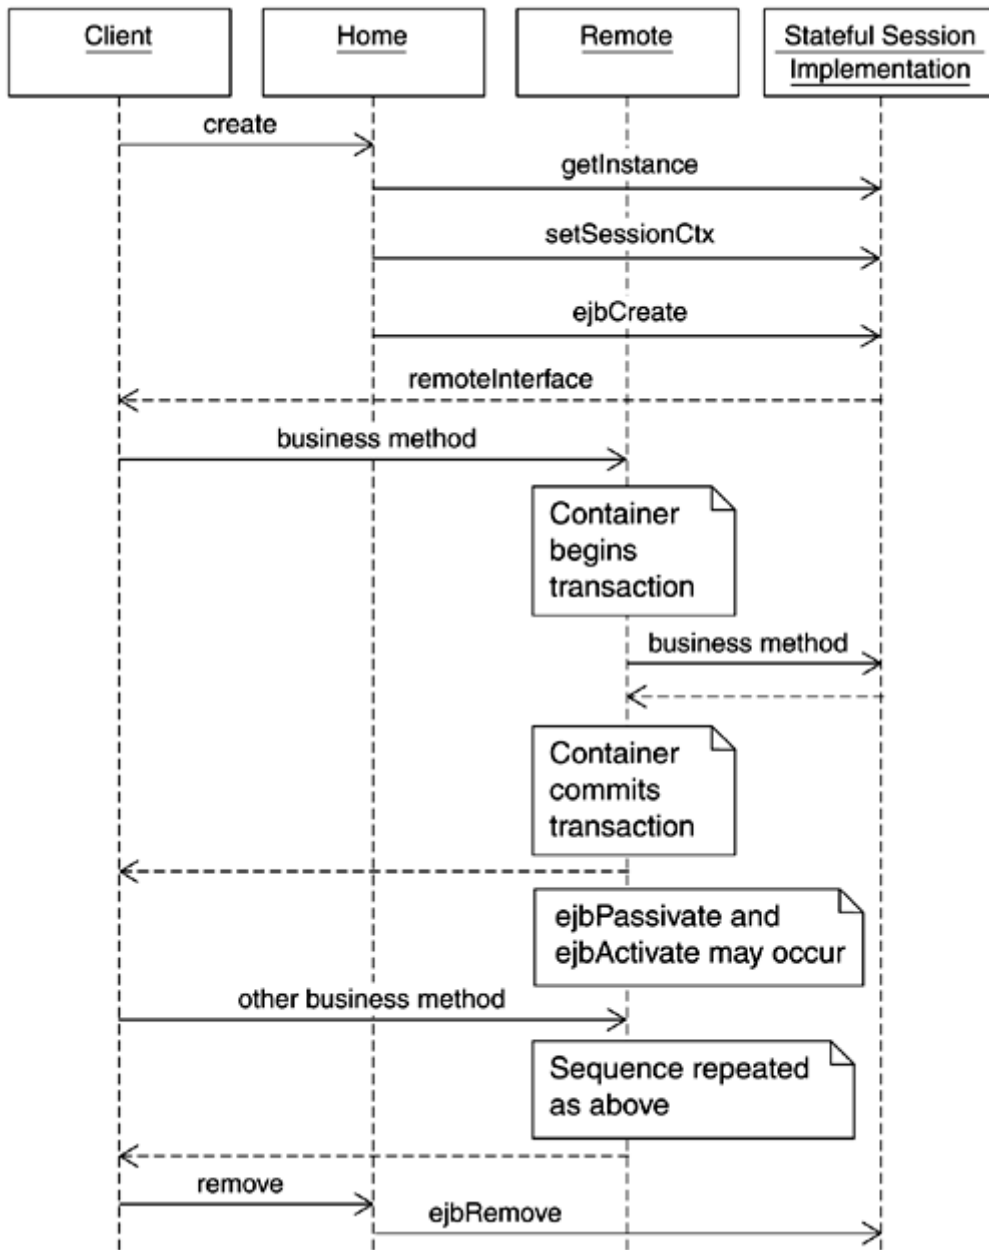 Client
Home
Remote
Stateful Session
Implementation
create
getInstance
setSessionCtx
ejbCreate
remoteInterface
business method
Container
begins
transaction
business method
Container
commits
transaction
ejbPassivate and
ejbActivate may occur
other business method
Sequence repeated
as above
remove
ejbRemove